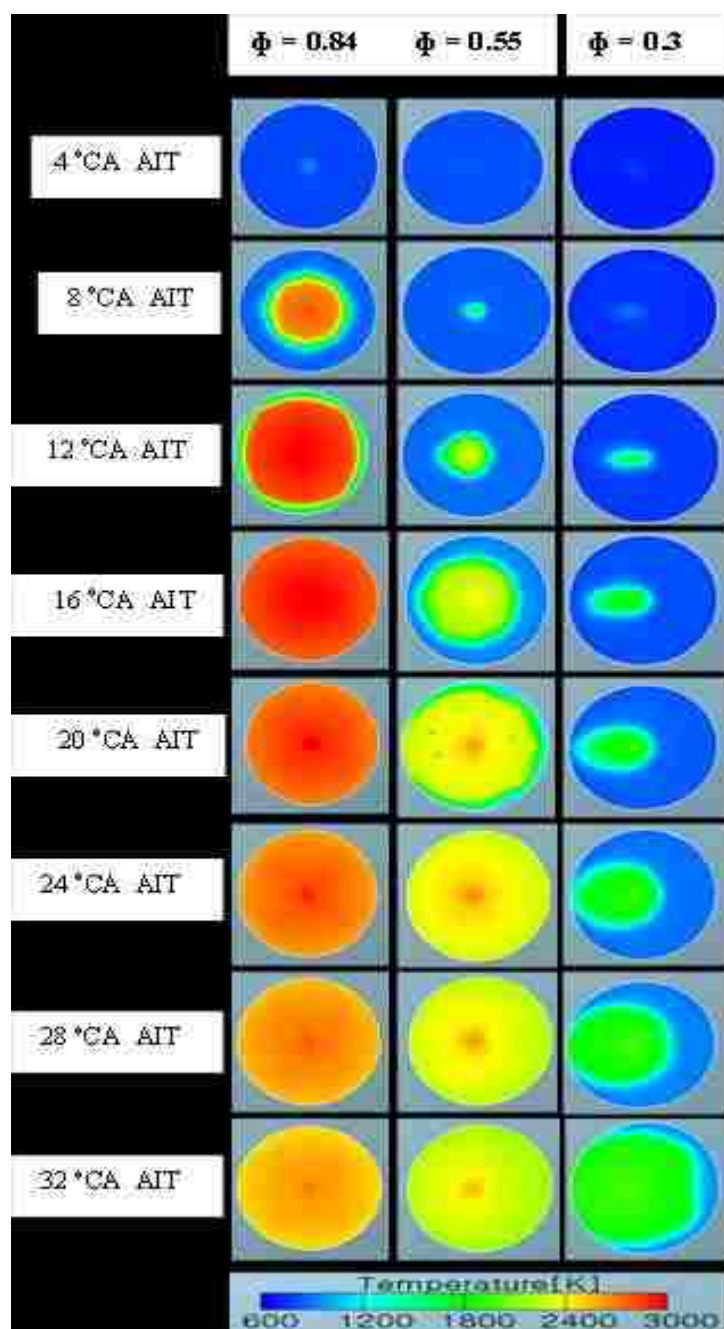 Φ = 0.84 Φ = 0.55 Φ = 0.3
4 °CA AIT
8 °CA AIT
12 °CA AIT
16 °CA AIT
20 °CA AIT
24 °CA AIT
28 °CA AIT
32 °CA AIT
Temperature[K]
600 1200 1800 2400 3000